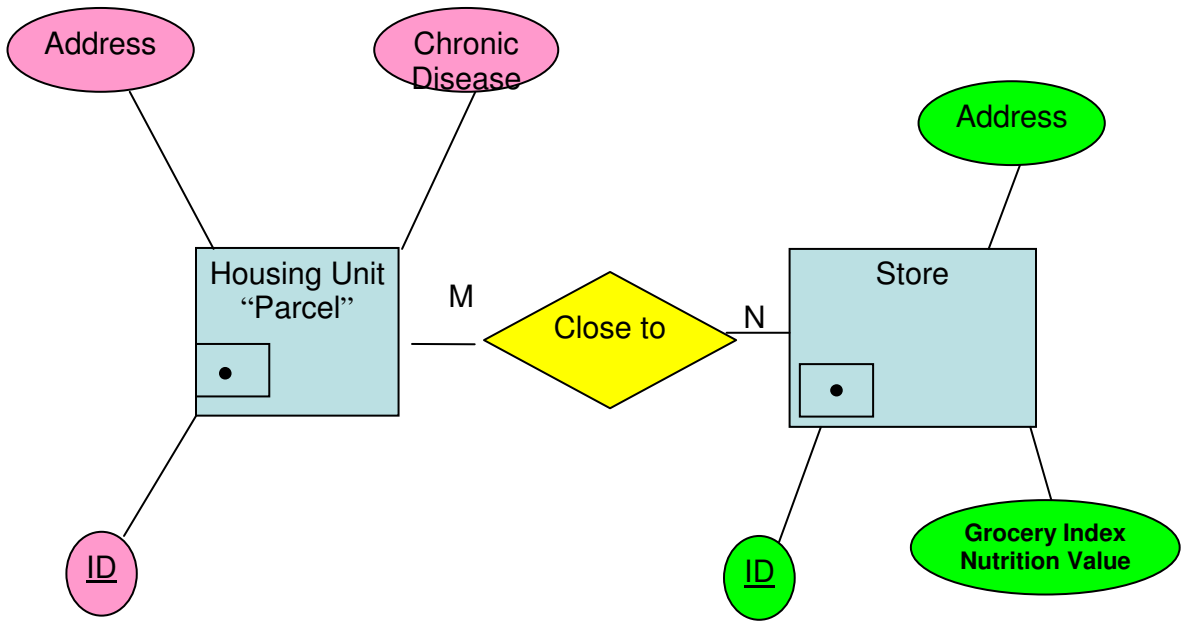 Address
Chronic
Disease
Address
Housing Unit
“Parcel”
M
Close to
N
Store
ID
ID
Grocery Index
Nutrition Value